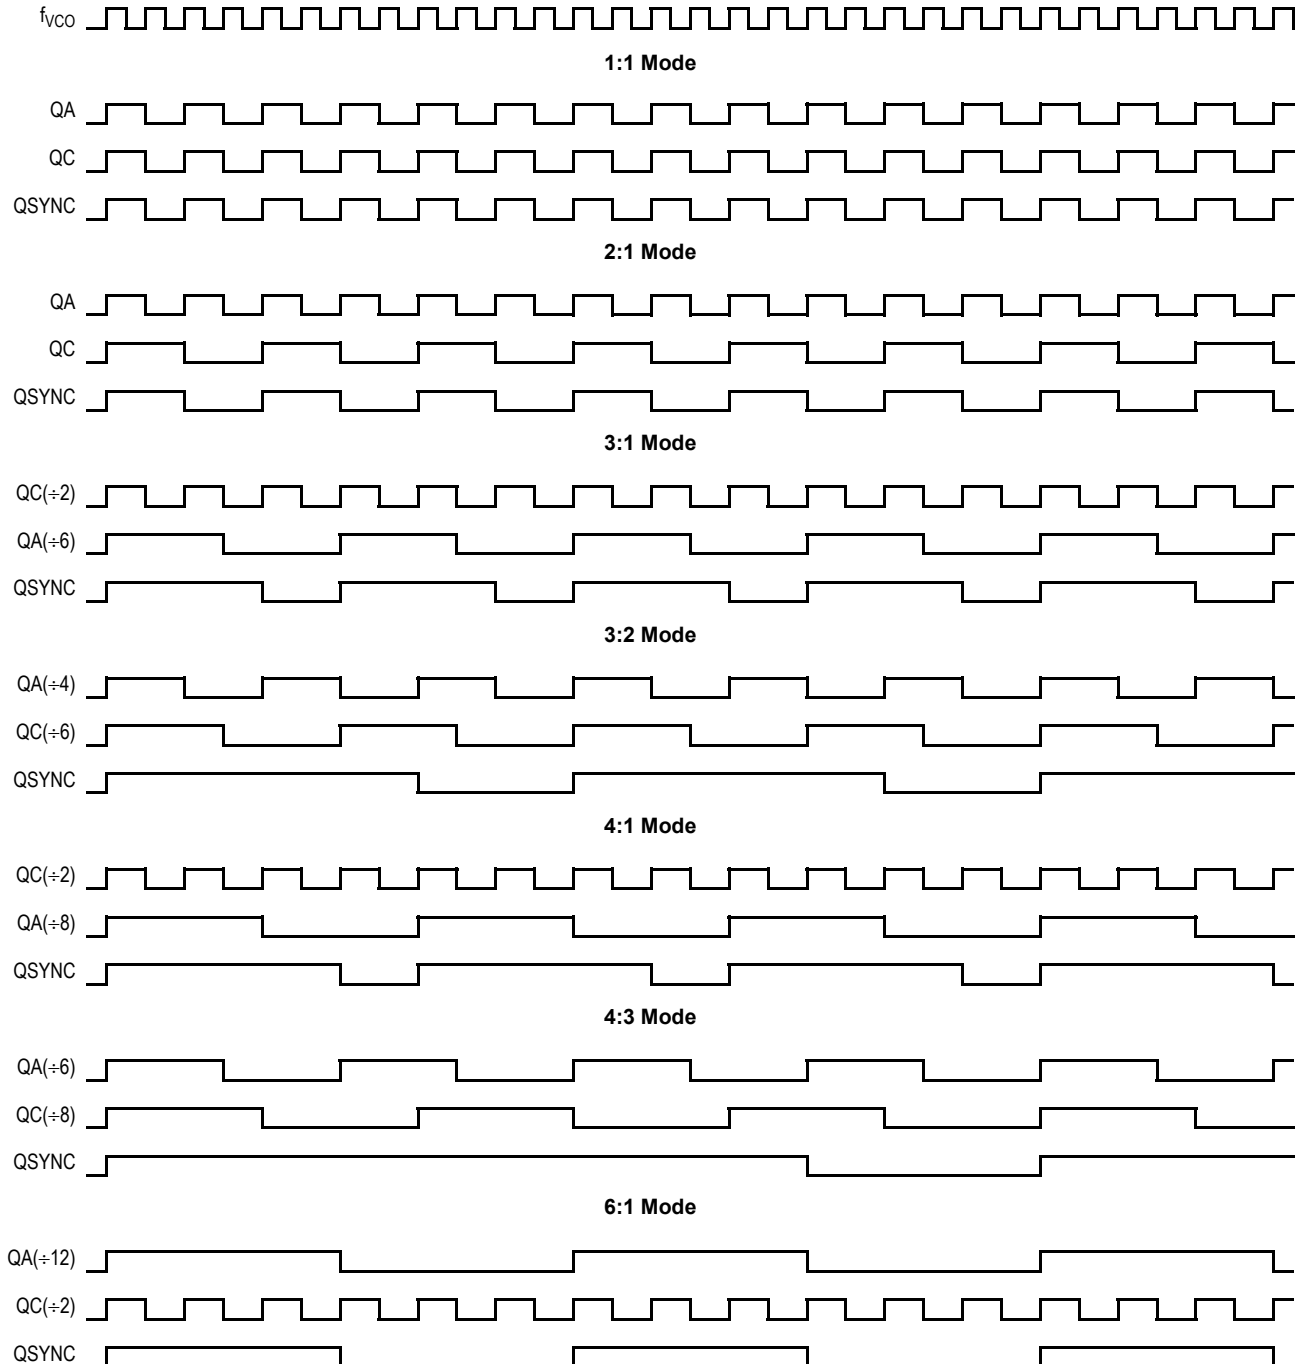 fVCO
1:1 Mode
QA
QC
QSYNC
2:1 Mode
QA
QC
QSYNC
3:1 Mode
QC(÷2)
QA(÷6)
QSYNC
3:2 Mode
QA(÷4)
QC(÷6)
QSYNC
4:1 Mode
QC(÷2)
QA(÷8)
QSYNC
4:3 Mode
QA(÷6)
QC(÷8)
QSYNC
6:1 Mode
QA(÷12)
QC(÷2)
QSYNC